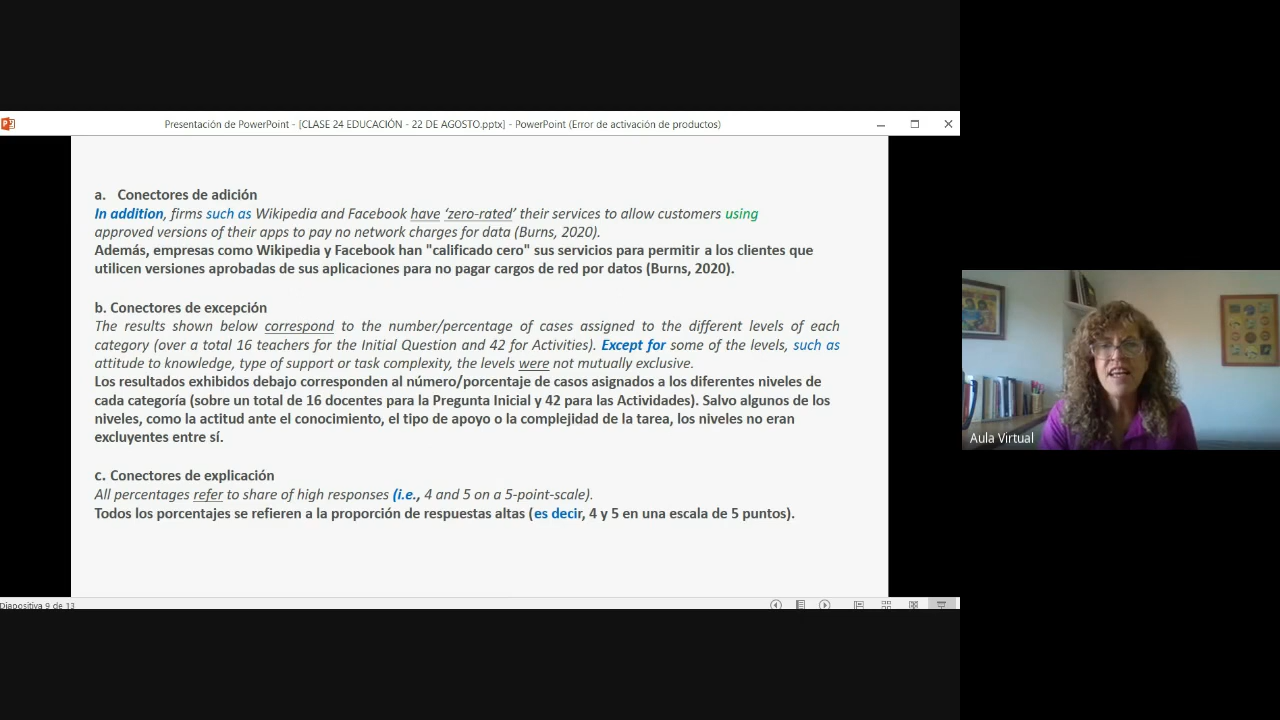 Presentación de PowerPoint - [CLASE 24 EDUCACIÓN - 22 DE AGOSTO.pptx] - PowerPoint (Error de activación de productos)
a. Conectores de adición
In addition, firms such as Wikipedia and Facebook have ‘zero-rated’ their services to allow customers using
approved versions of their apps to pay no network charges for data (Burns, 2020).
Además, empresas como Wikipedia y Facebook han "calificado cero" sus servicios para permitir a los clientes que
utilicen versiones aprobadas de sus aplicaciones para no pagar cargos de red por datos (Burns, 2020).
b. Conectores de excepción
The results shown below correspond to the number/percentage of cases assigned to the different levels of each
category (over a total 16 teachers for the Initial Question and 42 for Activities). Except for some of the levels, such as
attitude to knowledge, type of support or task complexity, the levels were not mutually exclusive.
Los resultados exhibidos debajo corresponden al número/porcentaje de casos asignados a los diferentes niveles de
cada categoría (sobre un total de 16 docentes para la Pregunta Inicial y 42 para las Actividades). Salvo algunos de los
niveles, como la actitud ante el conocimiento, el tipo de apoyo o la complejidad de la tarea, los niveles no eran
excluyentes entre sí.
c. Conectores de explicación
All percentages refer to share of high responses (i.e., 4 and 5 on a 5-point-scale).
Todos los porcentajes se refieren a la proporción de respuestas altas (es decir, 4 y 5 en una escala de 5 puntos).
Diapositiva 9 de 13
Aula Virtual